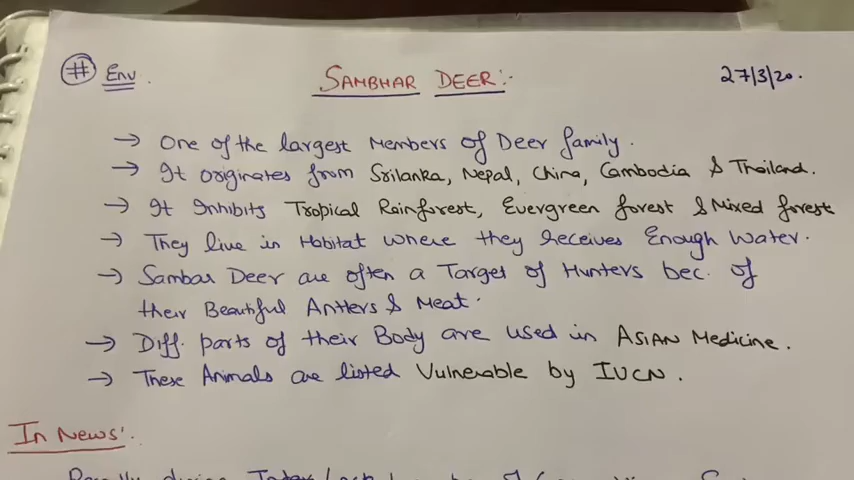 # Env. SAMBHAR DEER:- 27/3/20.
→ One of the largest Members of Deer family.
→ It originates from Srilanka, Nepal, China, Cambodia & Thailand.
→ It Inhibits Tropical Rainforest, Evergreen forest & Mixed forest
→ They live in Habitat where they receives Enough Water.
→ Sambar Deer are often a Target of Hunters bec. of
their Beautiful Antlers & Meat.
→ Diff. parts of their Body are used in ASIAN Medicine.
→ These Animals are listed Vulnerable by IUCN.
In News:-
during